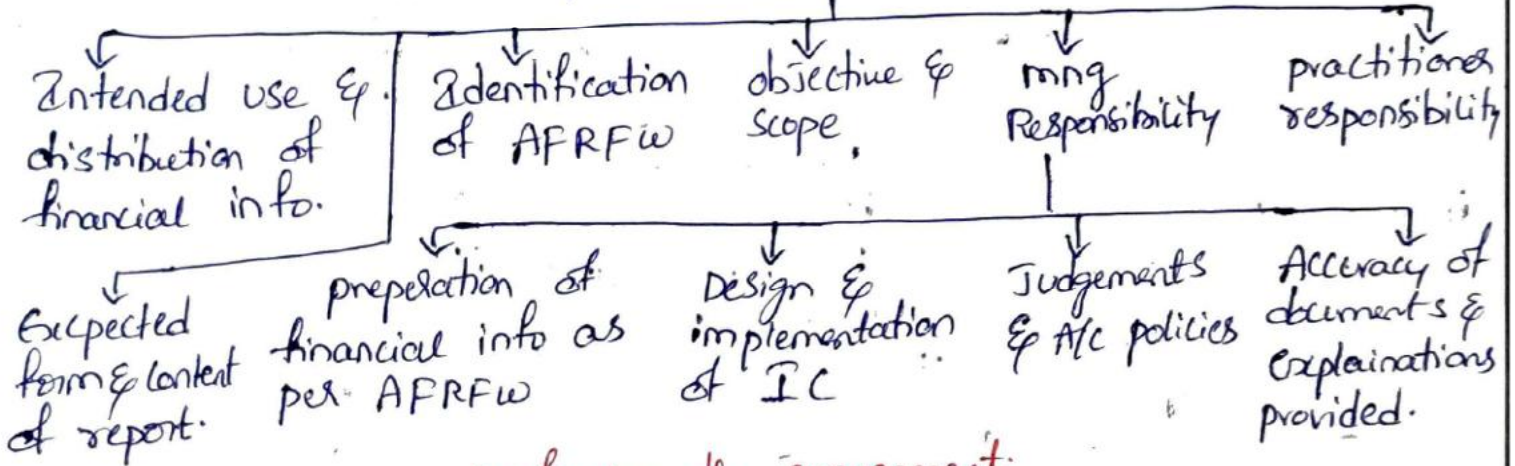 Intended use &
distribution of
financial info.
Identification
of AFRFW
objective &
scope.
mng
Responsibility
practitioner
responsibility
Expected
form & content
of report.
preperation of
financial info as
per AFRFW
Design &
implementation
of IC
Judgements
& A/c policies
Accuracy of
documents &
explainations
provided.